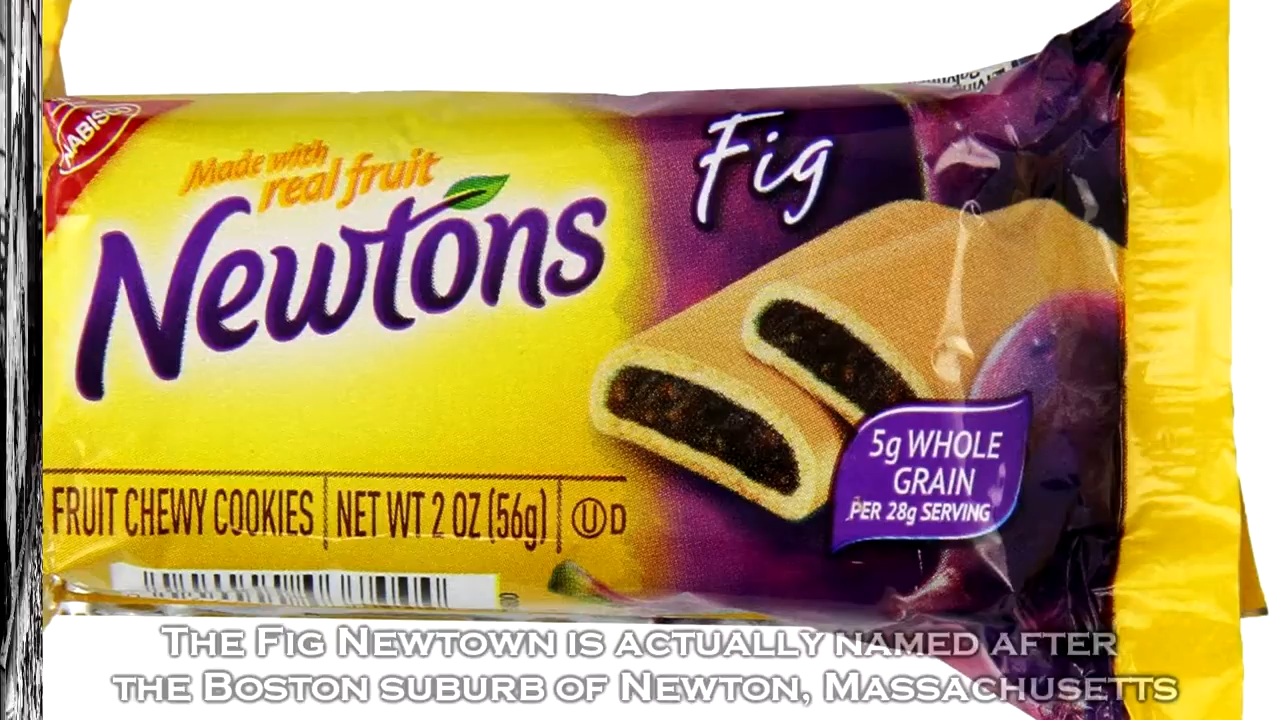 NABISCO
Made with
real fruit
Newtons
Fig
5g WHOLE
GRAIN
PER 28g SERVING
FRUIT CHEWY COOKIES NET WT 2 OZ (56g) U D
THE FIG NEWTOWN IS ACTUALLY NAMED AFTER
THE BOSTON SUBURB OF NEWTON, MASSACHUSETTS